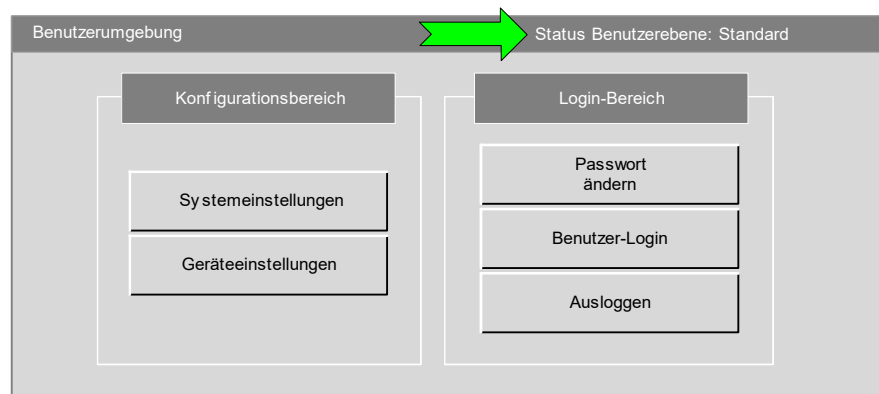 Benutzerumgebung
Status Benutzerebene: Standard
Konfigurationsbereich
Systemeinstellungen
Geräteeinstellungen
Login-Bereich
Passwort
ändern
Benutzer-Login
Ausloggen